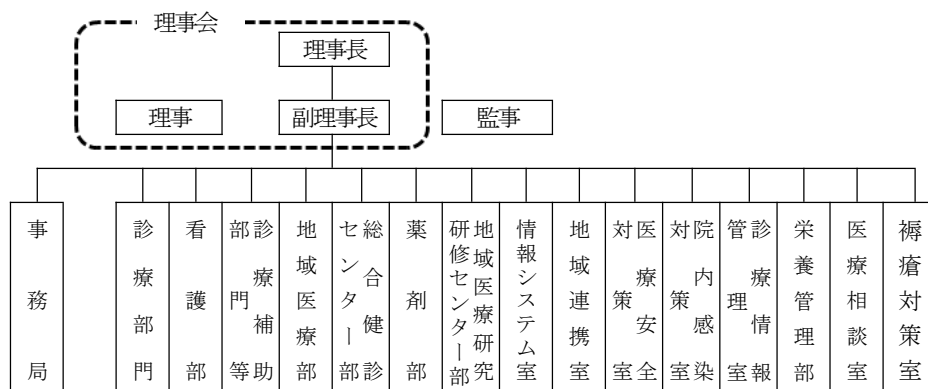 理事会
理事長
理事
副理事長
監事
事務局
診療部門
看護部
診療補助
部門等
地域医療部
総合健診
センター部
薬剤部
地域医療研究
研修センター部
情報システム室
地域連携室
医療安全
対策室
院内感染
対策室
診療情報
管理室
栄養管理部
医療相談室
褥瘡対策室